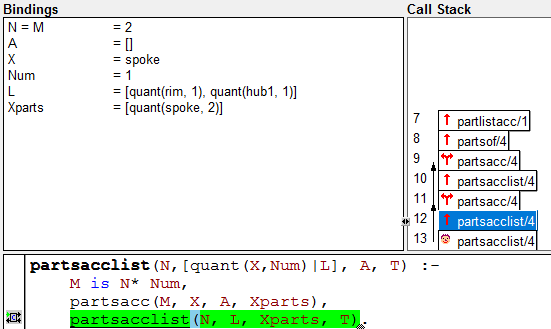 Bindings
N = M = 2
A = []
X = spoke
Num = 1
L = [quant(rim, 1), quant(hub1, 1)]
Xparts = [quant(spoke, 2)]
Call Stack
7 partlistacc/1
8 partsof/4
9 partsacc/4
10 partsacclist/4
11 partsacc/4
12 partsacclist/4
13 partsacclist/4
partsacclist(N,[quant(X,Num)|L], A, T) :-
M is N* Num,
partsacc(M, X, A, Xparts),
partsacclist(N, L, Xparts, T).